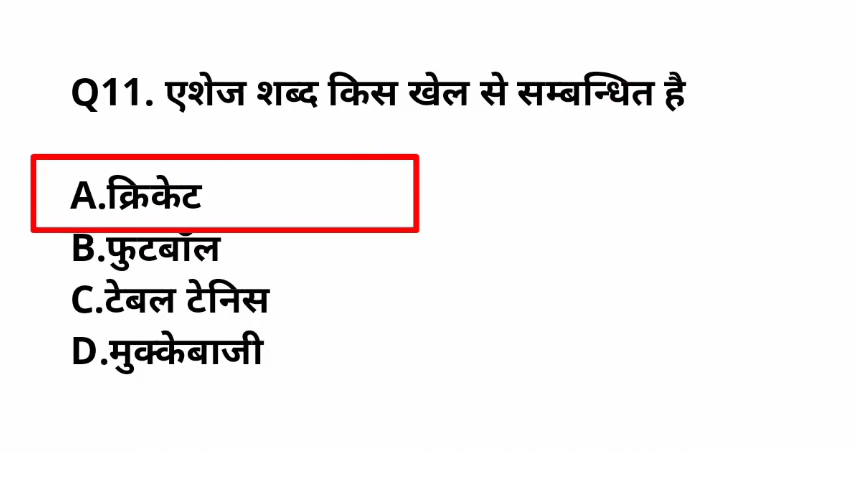 Q11. एशेज शब्द किस खेल से सम्बन्धित है
A.क्रिकेट
B.फुटबॉल
C.टेबल टेनिस
D.मुक्केबाजी